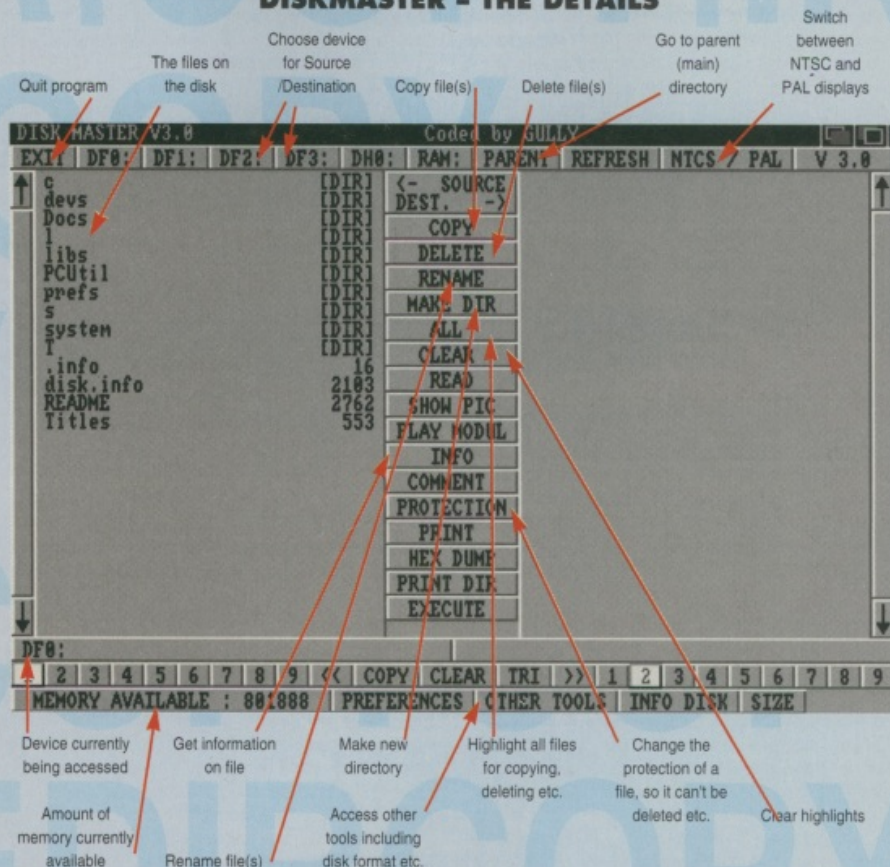 DISKMASTER – THE DETAILS
Quit program
The files on
the disk
Choose device
for Source
/Destination
Copy file(s)
Delete file(s)
Go to parent
(main)
directory
Switch
between
NTSC and
PAL displays
DISK MASTER V3.0 Coded by GULLY
EXIT DF0: DF1: DF2: DF3: DH0: RAM: PARENT REFRESH NTCS / PAL V 3.0
c [DIR]
devs [DIR]
Docs [DIR]
l [DIR]
libs [DIR]
PCUtil [DIR]
prefs [DIR]
s [DIR]
system [DIR]
T [DIR]
.info 16
disk.info 2103
README 2762
Titles 553
<- SOURCE
DEST. ->
COPY
DELETE
RENAME
MAKE DIR
ALL
CLEAR
READ
SHOW PIC
PLAY MODUL
INFO
COMMENT
PROTECTION
PRINT
HEX DUMP
PRINT DIR
EXECUTE
DF0:
2 3 4 5 6 7 8 9 << COPY CLEAR TRI >> 1 2 3 4 5 6 7 8 9
MEMORY AVAILABLE : 801888 PREFERENCES OTHER TOOLS INFO DISK SIZE
Device currently
being accessed
Get information
on file
Make new
directory
Highlight all files
for copying,
deleting etc.
Change the
protection of a
file, so it can't be
deleted etc.
Clear highlights
Amount of
memory currently
available
Rename file(s)
Access other
tools including
disk format etc.